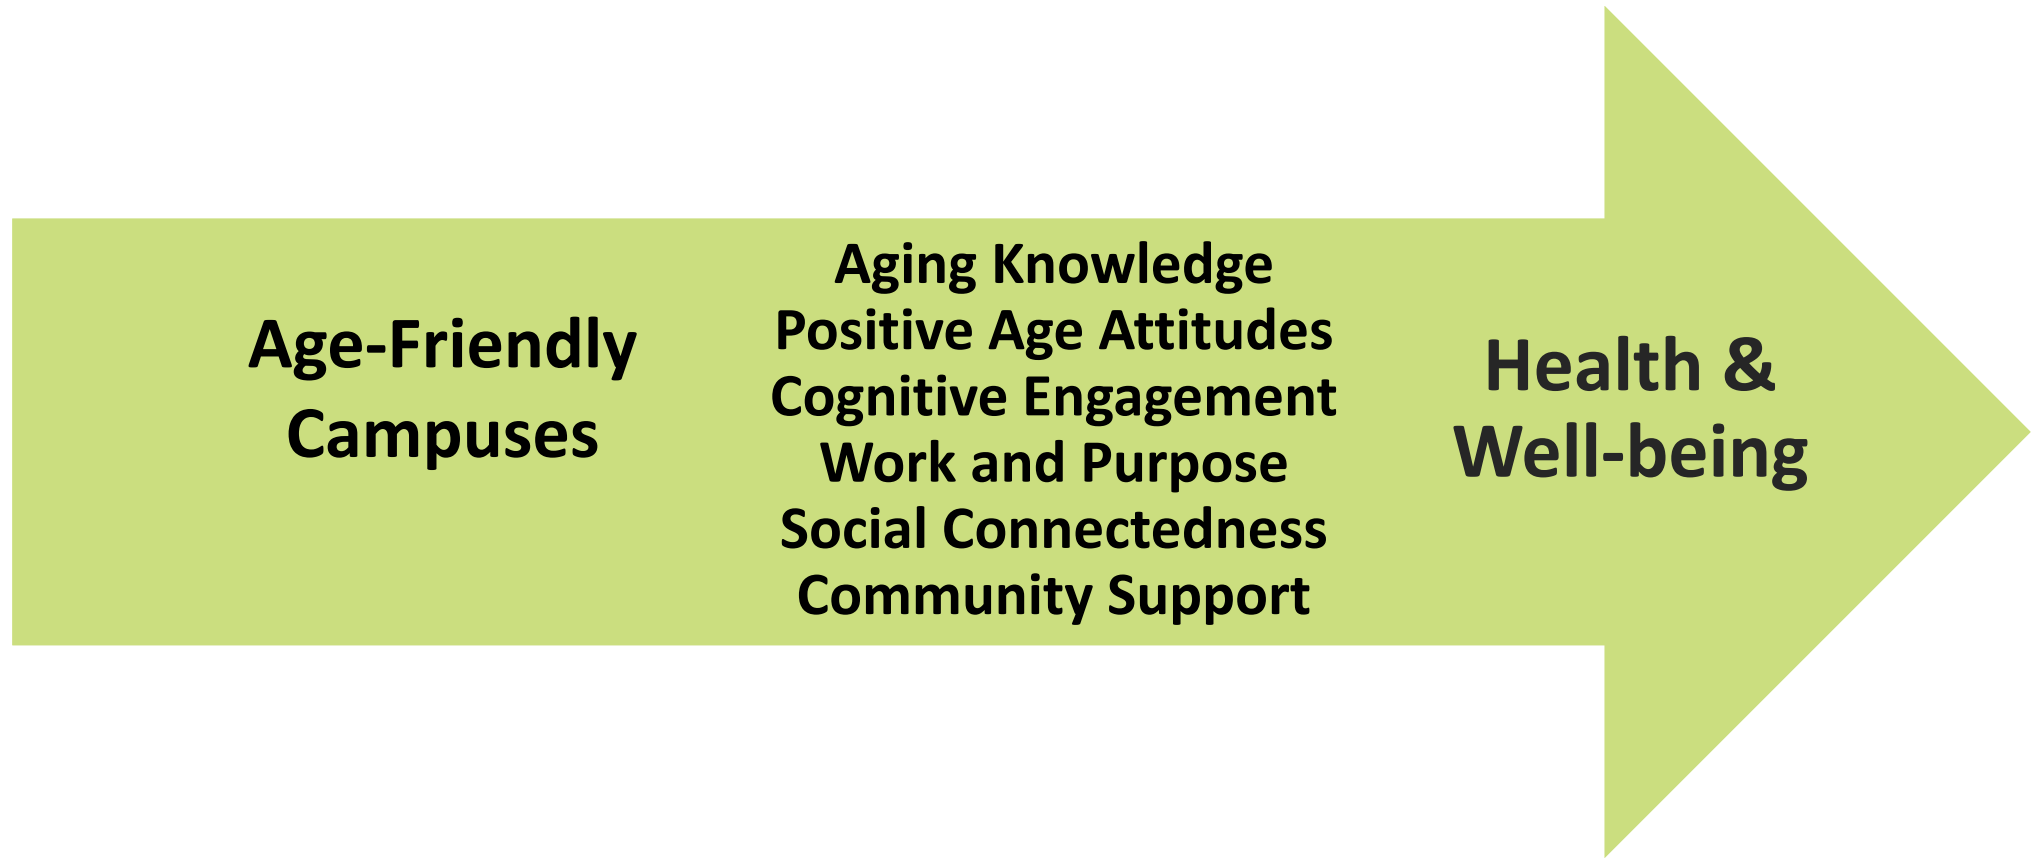 Age-Friendly
Campuses
Aging Knowledge
Positive Age Attitudes
Cognitive Engagement
Work and Purpose
Social Connectedness
Community Support
Health &
Well-being